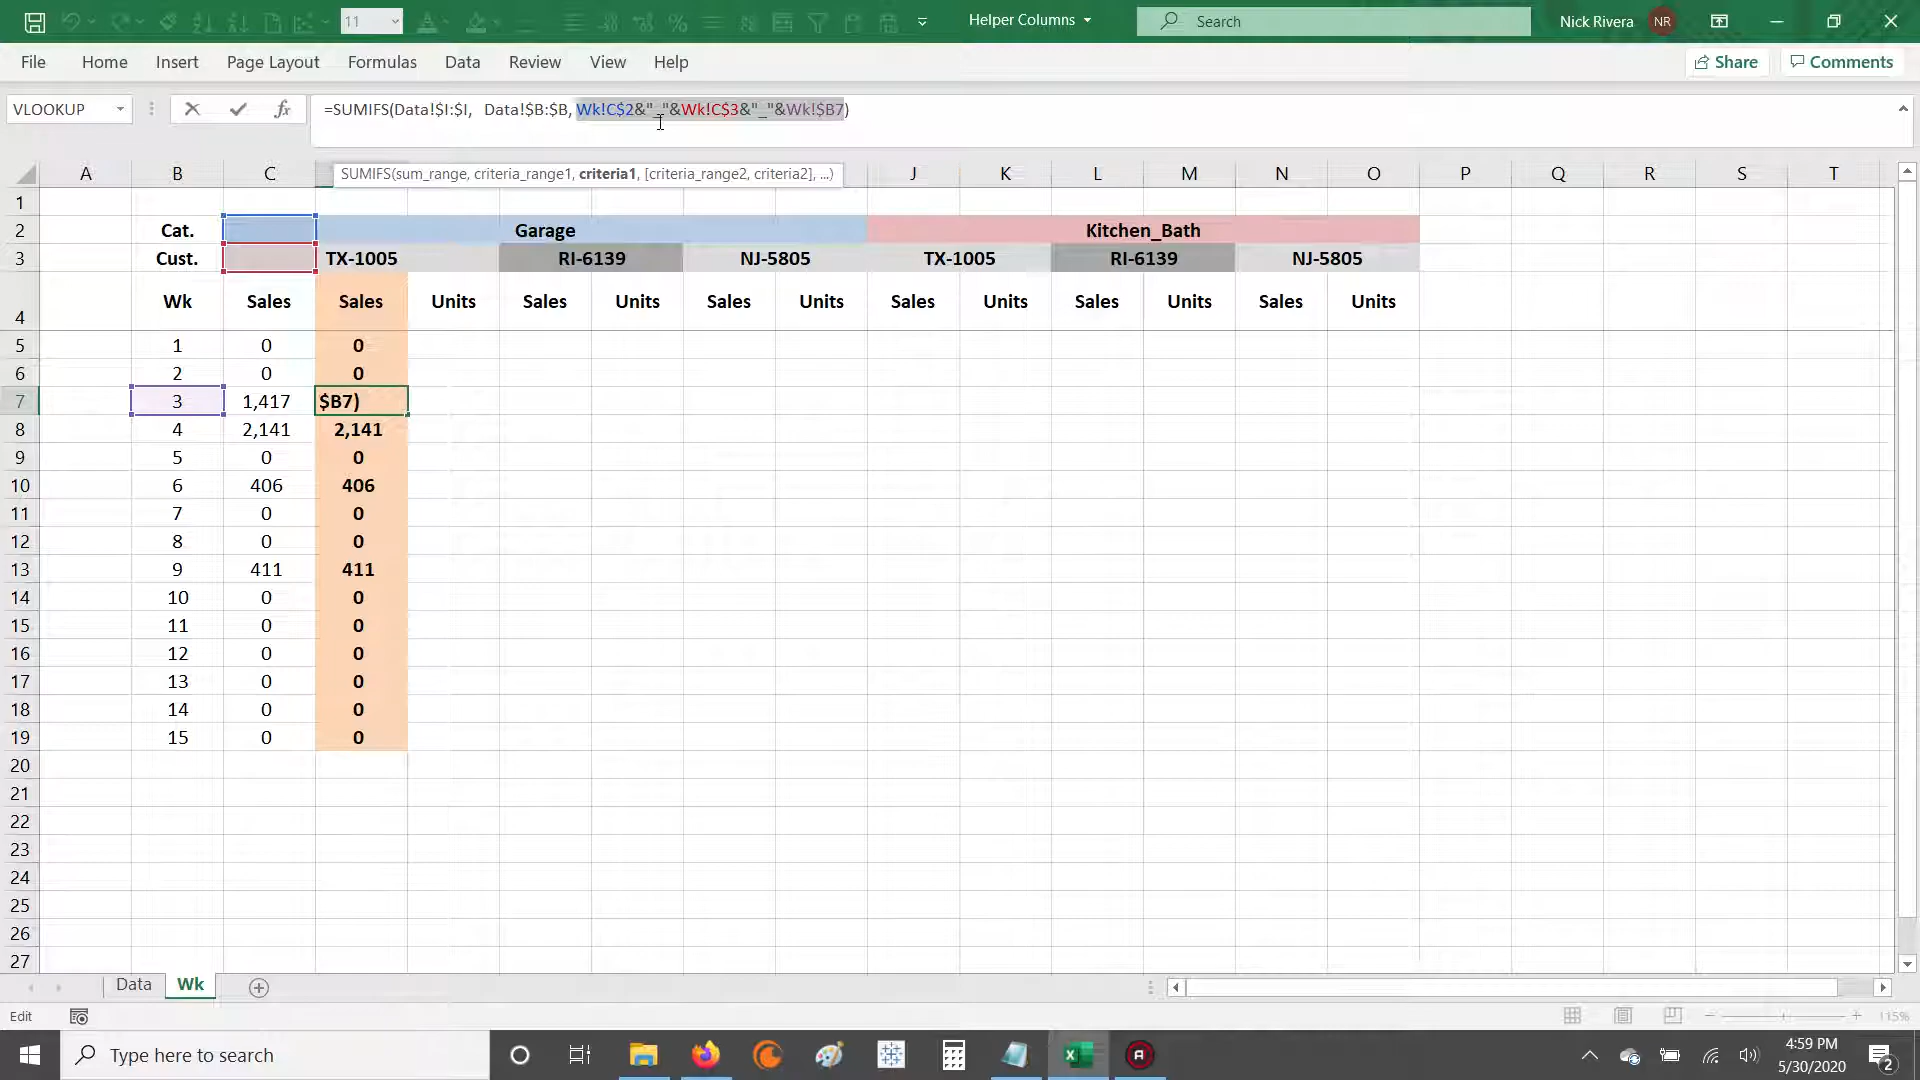 11
Helper Columns
Search
Nick Rivera
NR
File Home Insert Page Layout Formulas Data Review View Help
Share
Comments
VLOOKUP
fx
=SUMIFS(Data!$I:$I, Data!$B:$B, Wk!C$2&"_"&Wk!C$3&"_"&Wk!$B7)
SUMIFS(sum_range, criteria_range1, criteria1, [criteria_range2, criteria2], ...)
A B C J K L M N O P Q R S T
1
2 Cat. Garage Kitchen_Bath
3 Cust. TX-1005 RI-6139 NJ-5805 TX-1005 RI-6139 NJ-5805
4 Wk Sales Sales Units Sales Units Sales Units Sales Units Sales Units Sales Units
5 1 0 0
6 2 0 0
7 3 1,417 $B7)
8 4 2,141 2,141
9 5 0 0
10 6 406 406
11 7 0 0
12 8 0 0
13 9 411 411
14 10 0 0
15 11 0 0
16 12 0 0
17 13 0 0
18 14 0 0
19 15 0 0
20
21
22
23
24
25
26
27
Data Wk
Edit
115%
Type here to search
4:59 PM
5/30/2020
2